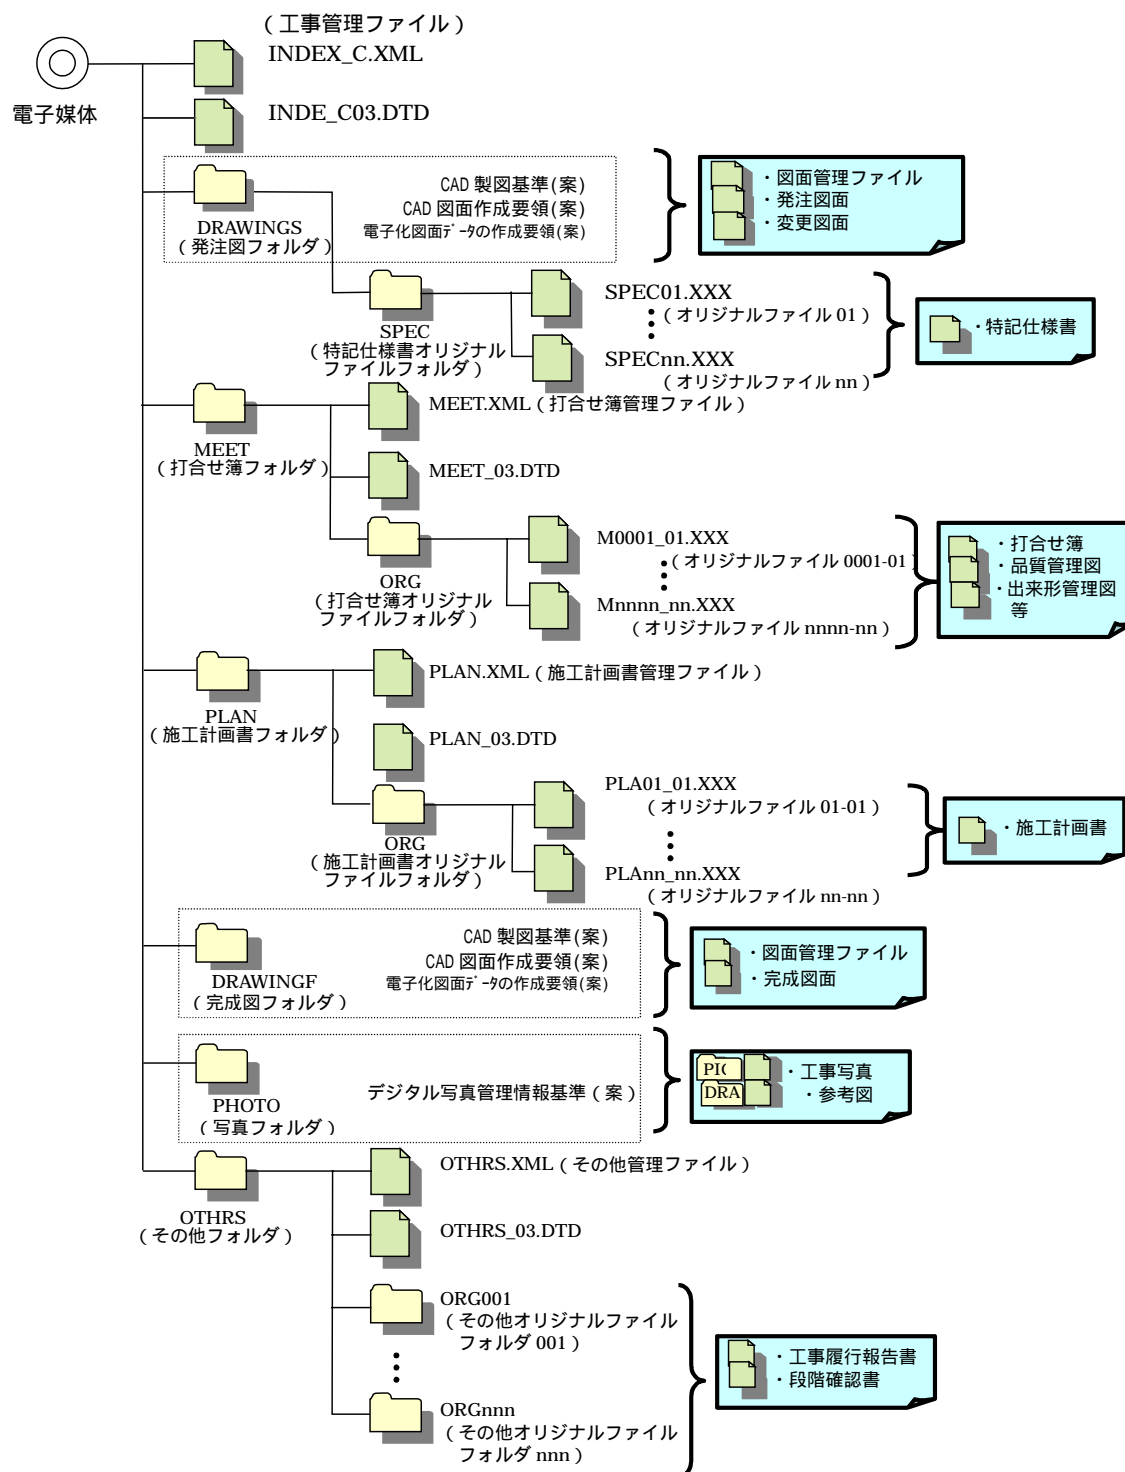 （工事管理ファイル）
INDEX_C.XML
電子媒体
INDE_C03.DTD
CAD 製図基準(案)
CAD 図面作成要領(案)
電子化図面ﾃﾞｰﾀの作成要領(案)
DRAWINGS
（発注図フォルダ）
・図面管理ファイル
・発注図面
・変更図面
SPEC01.XXX
（オリジナルファイル 01）
SPEC
（特記仕様書オリジナル
ファイルフォルダ）
SPECnn.XXX
（オリジナルファイル nn）
・特記仕様書
MEET.XML（打合せ簿管理ファイル）
MEET
（打合せ簿フォルダ）
MEET_03.DTD
M0001_01.XXX
（オリジナルファイル 0001-01）
ORG
（打合せ簿オリジナル
ファイルフォルダ）
Mnnnn_nn.XXX
（オリジナルファイル nnnn-nn）
・打合せ簿
・品質管理図
・出来形管理図
等
PLAN.XML（施工計画書管理ファイル）
PLAN
（施工計画書フォルダ）
PLAN_03.DTD
PLA01_01.XXX
（オリジナルファイル 01-01）
ORG
（施工計画書オリジナル
ファイルフォルダ）
PLAnn_nn.XXX
（オリジナルファイル nn-nn）
・施工計画書
CAD 製図基準(案)
CAD 図面作成要領(案)
電子化図面ﾃﾞｰﾀの作成要領(案)
DRAWINGF
（完成図フォルダ）
・図面管理ファイル
・完成図面
PHOTO
（写真フォルダ）
デジタル写真管理情報基準（案）
PIC
DRA
・工事写真
・参考図
OTHRS.XML（その他管理ファイル）
OTHRS
（その他フォルダ）
OTHRS_03.DTD
ORG001
（その他オリジナルファイル
フォルダ 001）
ORGnnn
（その他オリジナルファイル
フォルダ nnn）
・工事履行報告書
・段階確認書